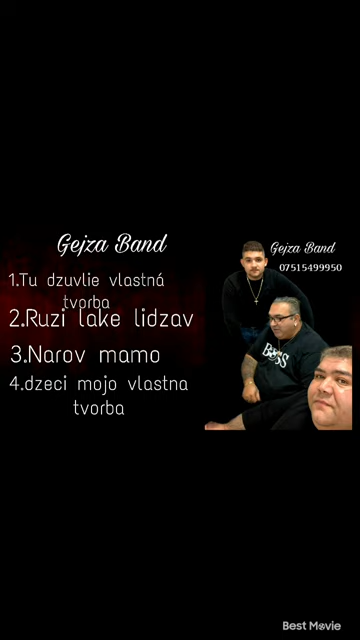 Gejza Band
1.Tu dzuvlie vlastná
tvorba
2.Ruzi lake lidzav
3.Narov mamo
4.dzeci mojo vlastna
tvorba
Gejza Band
07515499950
BOSS
Best Movie